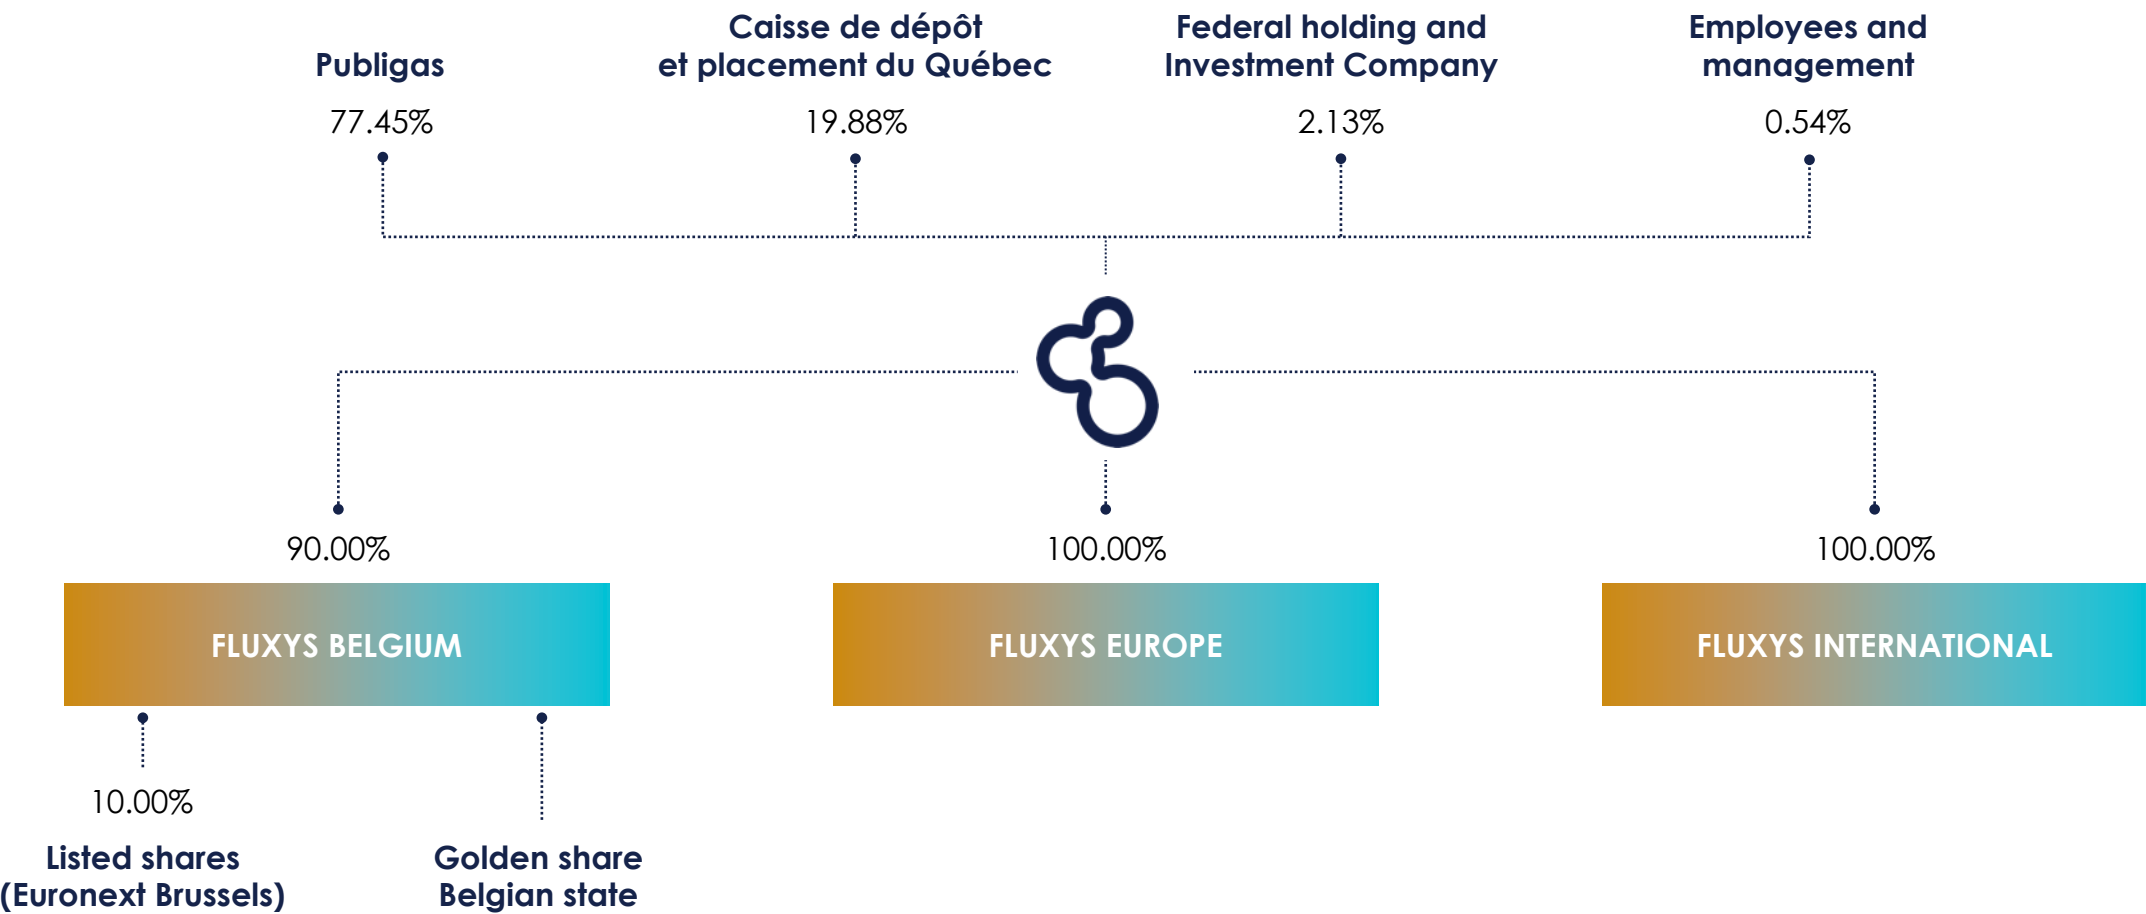 Publigas
77.45%
Caisse de dépôt
et placement du Québec
19.88%
Federal holding and
Investment Company
2.13%
Employees and
management
0.54%
90.00%
FLUXYS BELGIUM
100.00%
FLUXYS EUROPE
100.00%
FLUXYS INTERNATIONAL
10.00%
Listed shares
(Euronext Brussels)
Golden share
Belgian state